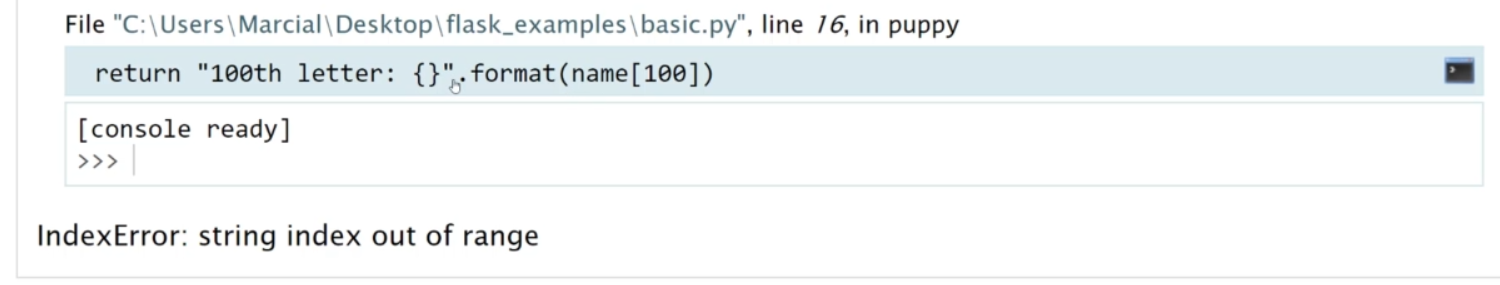 File "C:\Users\Marcial\Desktop\flask_examples\basic.py", line 16, in puppy
return "100th letter: {}".format(name[100])
[console ready]
>>>
IndexError: string index out of range